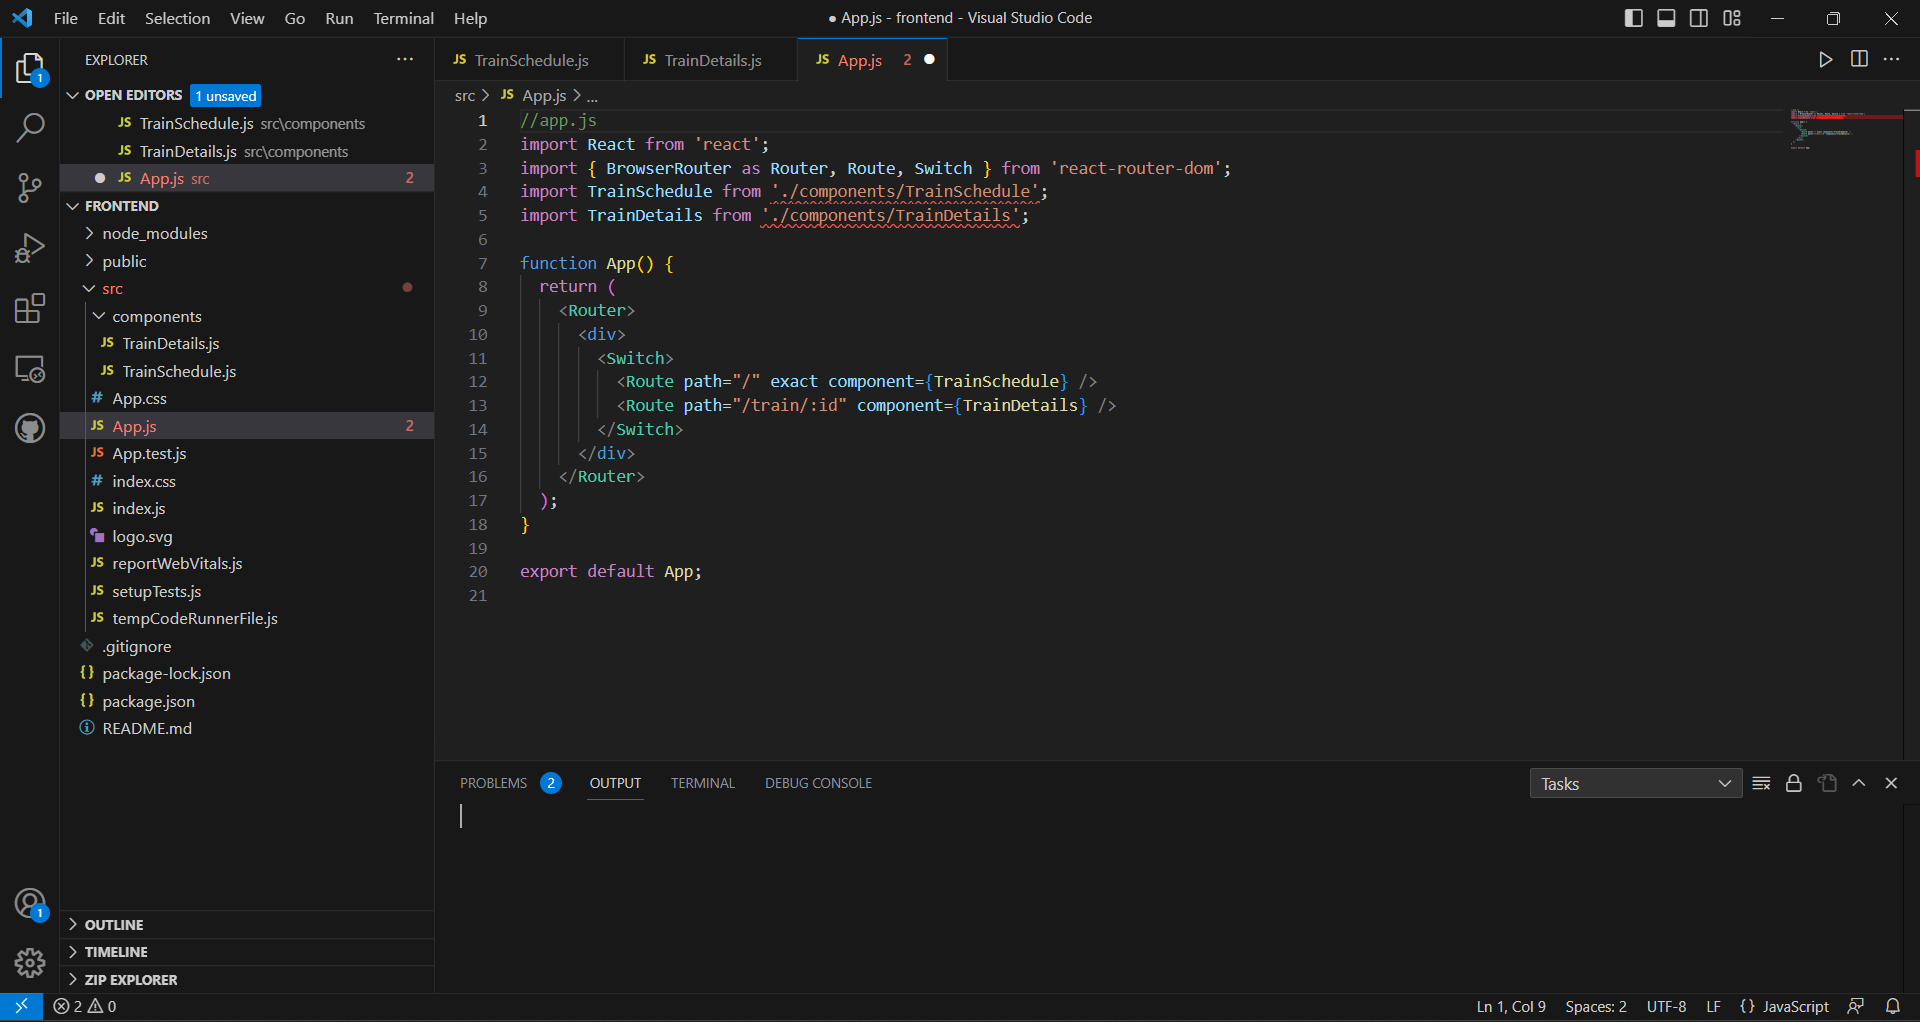 File Edit Selection View Go Run Terminal Help
● App.js - frontend - Visual Studio Code
EXPLORER
OPEN EDITORS 1 unsaved
JS TrainSchedule.js src\components
JS TrainDetails.js src\components
● JS App.js src 2
FRONTEND
node_modules
public
src
components
JS TrainDetails.js
JS TrainSchedule.js
# App.css
JS App.js 2
JS App.test.js
# index.css
JS index.js
logo.svg
JS reportWebVitals.js
JS setupTests.js
JS tempCodeRunnerFile.js
.gitignore
{} package-lock.json
{} package.json
README.md
OUTLINE
TIMELINE
ZIP EXPLORER
1
1
JS TrainSchedule.js
JS TrainDetails.js
JS App.js 2 ●
src > JS App.js > ...
1 //app.js
2 import React from 'react';
3 import { BrowserRouter as Router, Route, Switch } from 'react-router-dom';
4 import TrainSchedule from './components/TrainSchedule';
5 import TrainDetails from './components/TrainDetails';
6
7 function App() {
8 return (
9 <Router>
10 <div>
11 <Switch>
12 <Route path="/" exact component={TrainSchedule} />
13 <Route path="/train/:id" component={TrainDetails} />
14 </Switch>
15 </div>
16 </Router>
17 );
18 }
19
20 export default App;
21
PROBLEMS 2 OUTPUT TERMINAL DEBUG CONSOLE
Tasks
2 0
Ln 1, Col 9 Spaces: 2 UTF-8 LF {} JavaScript